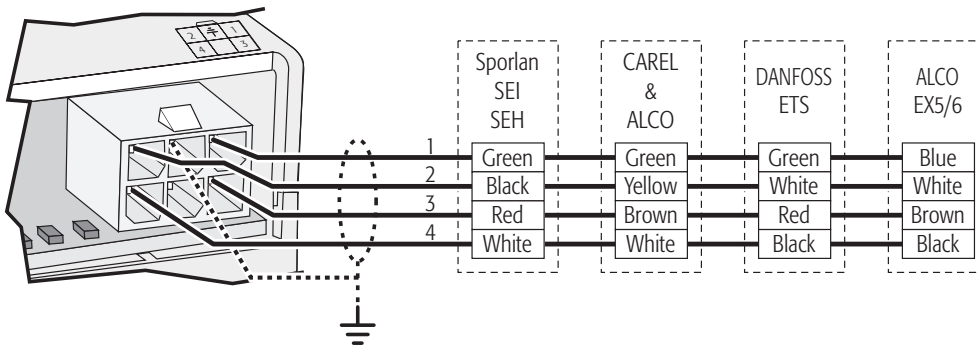 2 1
4 3
Sporlan
SEI
SEH
CAREL
&
ALCO
DANFOSS
ETS
ALCO
EX5/6
1 Green Green Green Blue
2 Black Yellow White White
3 Red Brown Red Brown
4 White White Black Black